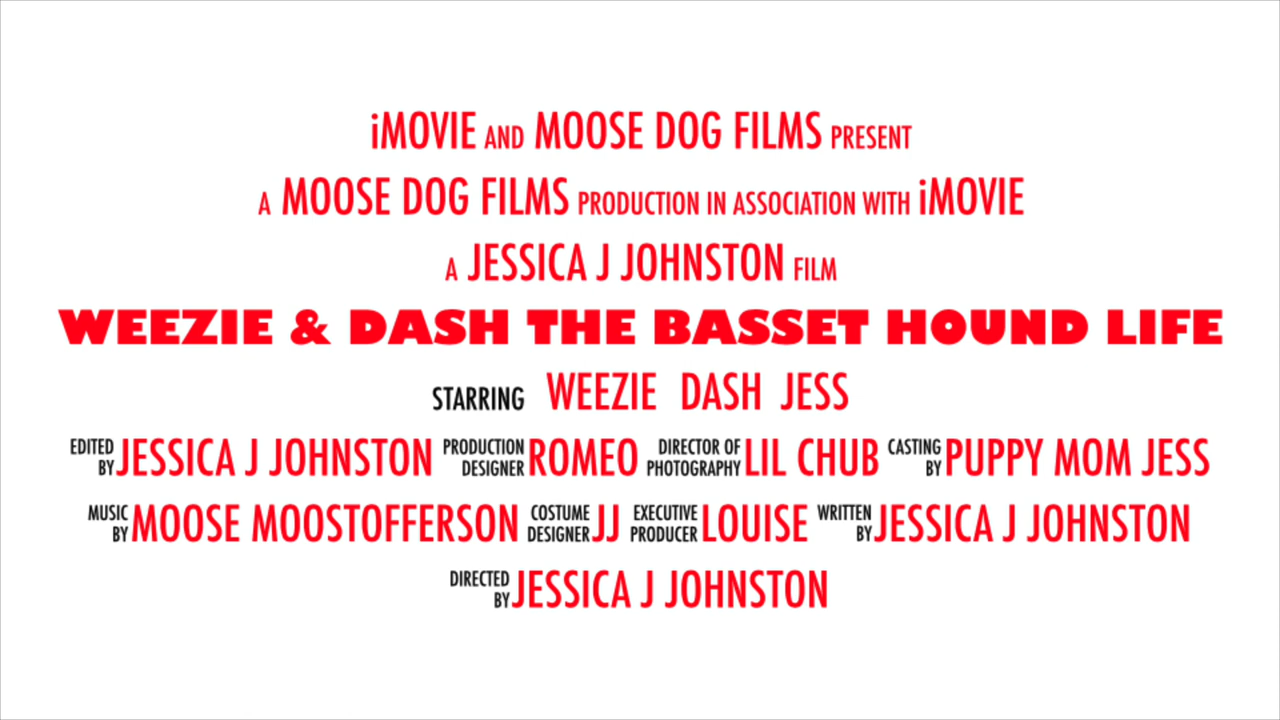 iMOVIE AND MOOSE DOG FILMS PRESENT
A MOOSE DOG FILMS PRODUCTION IN ASSOCIATION WITH iMOVIE
A JESSICA J JOHNSTON FILM
WEEZIE & DASH THE BASSET HOUND LIFE
STARRING WEEZIE DASH JESS
EDITED BY JESSICA J JOHNSTON PRODUCTION DESIGNER ROMEO DIRECTOR OF PHOTOGRAPHY LIL CHUB CASTING BY PUPPY MOM JESS
MUSIC BY MOOSE MOOSTOFFERSON COSTUME DESIGNER JJ EXECUTIVE PRODUCER LOUISE WRITTEN BY JESSICA J JOHNSTON
DIRECTED BY JESSICA J JOHNSTON